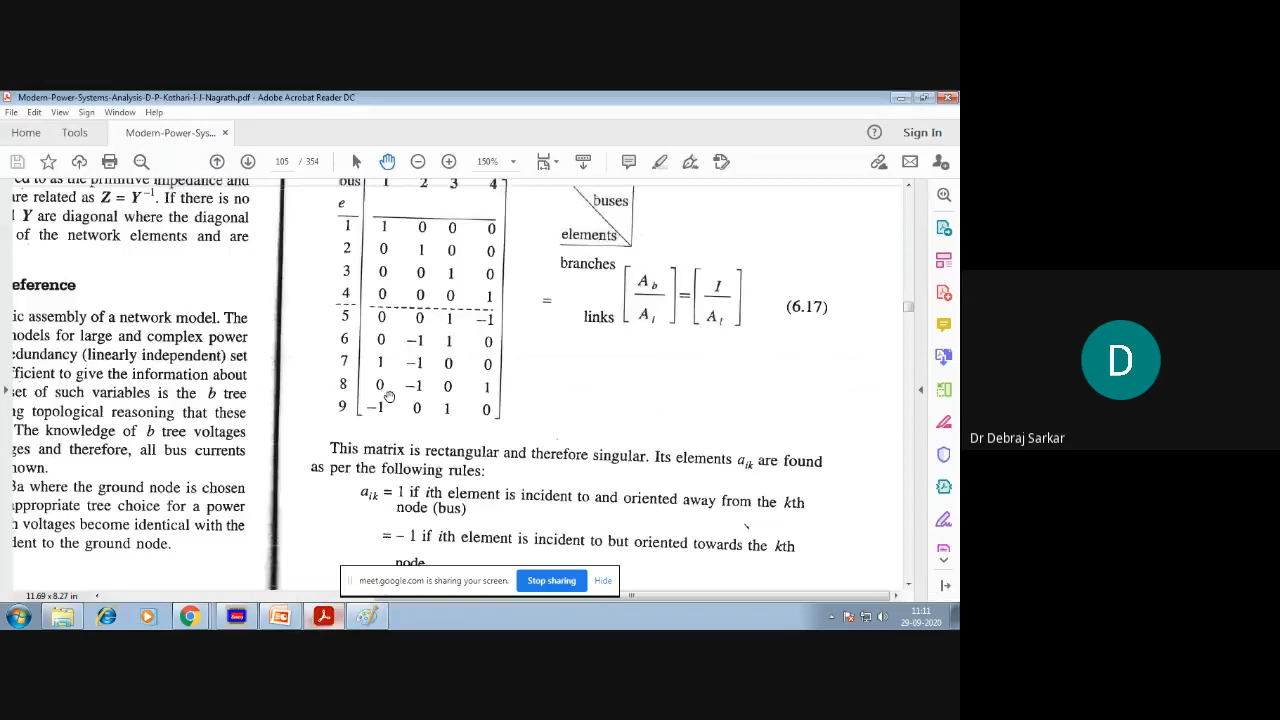 Modern-Power-Systems-Analysis-D-P-Kothari-I-J-Nagrath.pdf - Adobe Acrobat Reader DC
File Edit View Sign Window Help
Home Tools Modern-Power-Sys... × Sign In
105 / 354 150%
ed to as the primitive impedance and
are related as Z = Y⁻¹. If there is no
l Y are diagonal where the diagonal
of the network elements and are
eference
ic assembly of a network model. The
nodels for large and complex power
edundancy (linearly independent) set
fficient to give the information about
set of such variables is the b tree
ng topological reasoning that these
The knowledge of b tree voltages
ges and therefore, all bus currents
nown.
3a where the ground node is chosen
appropriate tree choice for a power
h voltages become identical with the
dent to the ground node.
bus 1 2 3 4
e
1 1 0 0 0
2 0 1 0 0
3 0 0 1 0
4 0 0 0 1
5 0 0 1 −1
6 0 −1 1 0
7 1 −1 0 0
8 0 −1 0 1
9 −1 0 1 0
buses
elements
branches
= [A_b / A_l] = [I / A_l] (6.17)
links
This matrix is rectangular and therefore singular. Its elements a_ik are found
as per the following rules:
a_ik = 1 if ith element is incident to and oriented away from the kth
node (bus)
= − 1 if ith element is incident to but oriented towards the kth
node
meet.google.com is sharing your screen. Stop sharing Hide
11.69 x 8.27 in
11:11
29-09-2020
D
Dr Debraj Sarkar